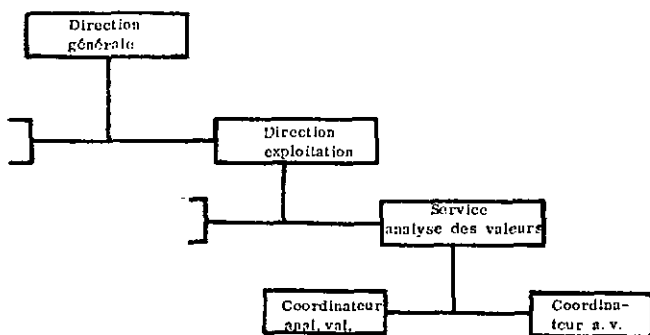 Direction
générale
Direction
exploitation
Service
analyse des valeurs
Coordinateur
anal. val.
Coordina-
teur a. v.